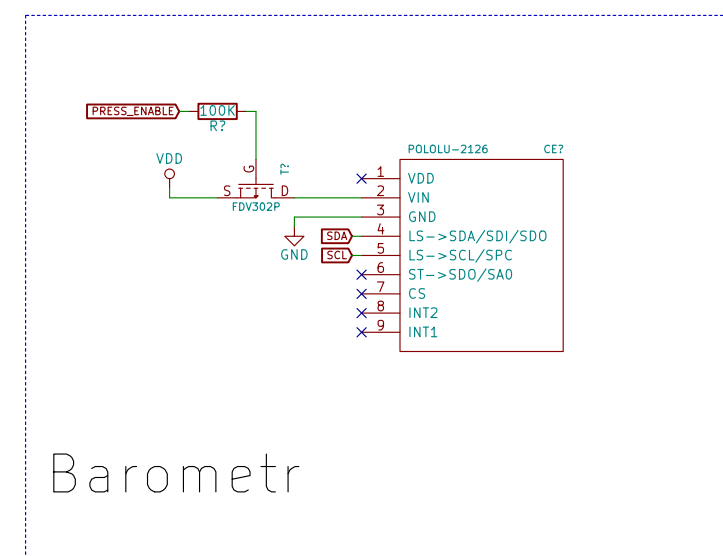 PRESS_ENABLE
100K
R?
VDD
G
T?
S
D
FDV302P
POLOLU-2126
CE?
1 VDD
2 VIN
3 GND
4 LS->SDA/SDI/SDO
5 LS->SCL/SPC
6 ST->SDO/SA0
7 CS
8 INT2
9 INT1
SDA
SCL
GND
Barometr